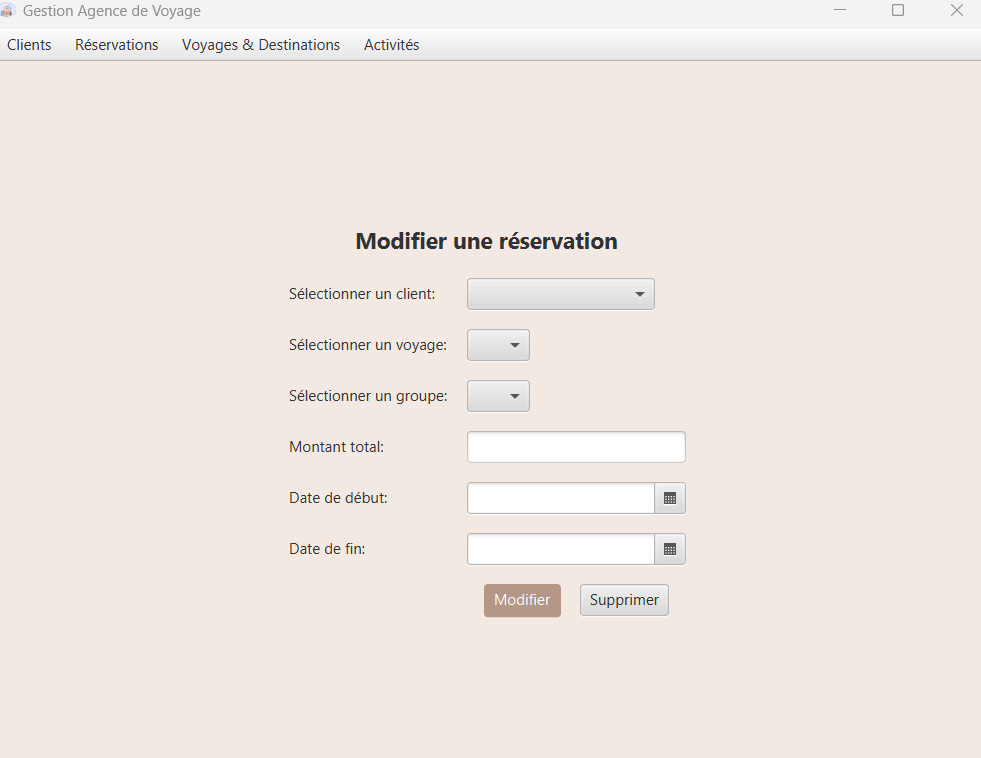 Gestion Agence de Voyage
Clients Réservations Voyages & Destinations Activités
Modifier une réservation
Sélectionner un client:
Sélectionner un voyage:
Sélectionner un groupe:
Montant total:
Date de début:
Date de fin:
Modifier Supprimer